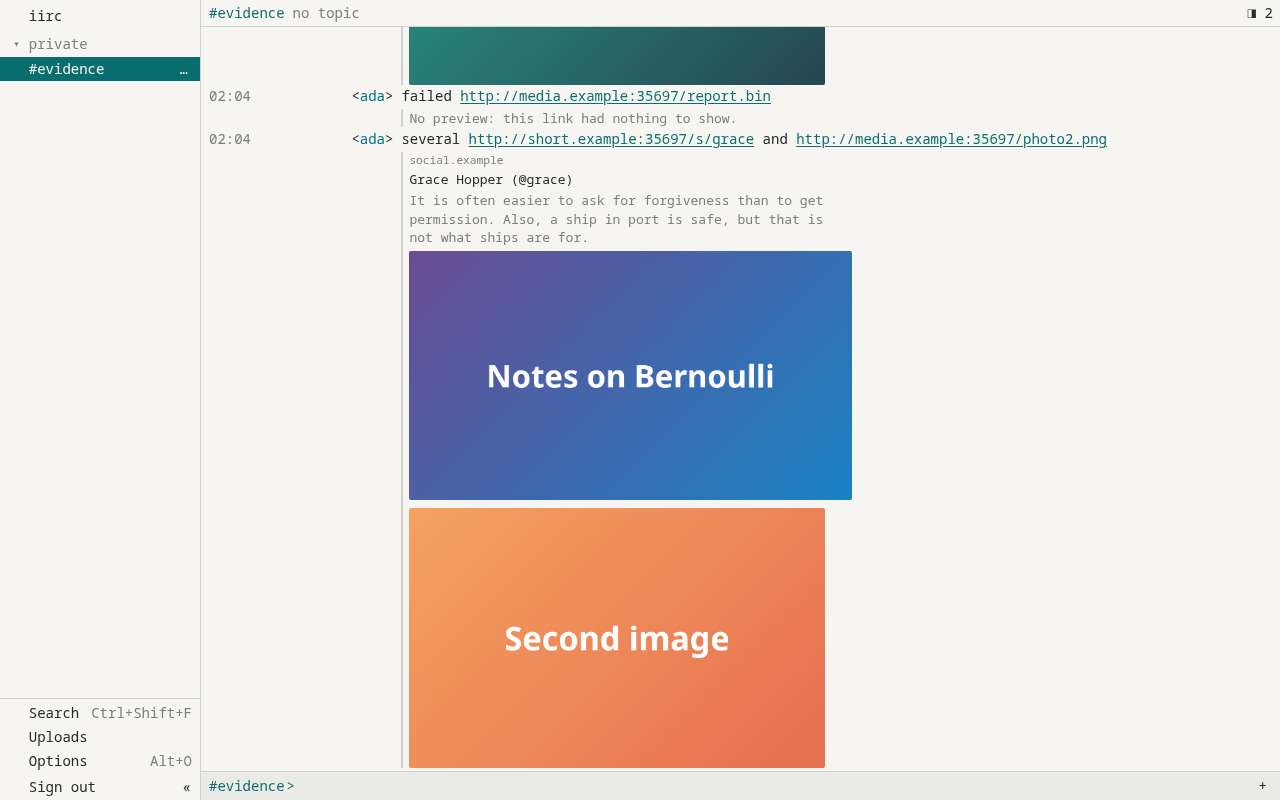 iirc
#evidence no topic
◨ 2
▾ private
#evidence …
02:04 <ada> failed http://media.example:35697/report.bin
No preview: this link had nothing to show.
02:04 <ada> several http://short.example:35697/s/grace and http://media.example:35697/photo2.png
social.example
Grace Hopper (@grace)
It is often easier to ask for forgiveness than to get
permission. Also, a ship in port is safe, but that is
not what ships are for.
Notes on Bernoulli
Second image
Search Ctrl+Shift+F
Uploads
Options Alt+O
Sign out «
#evidence> +